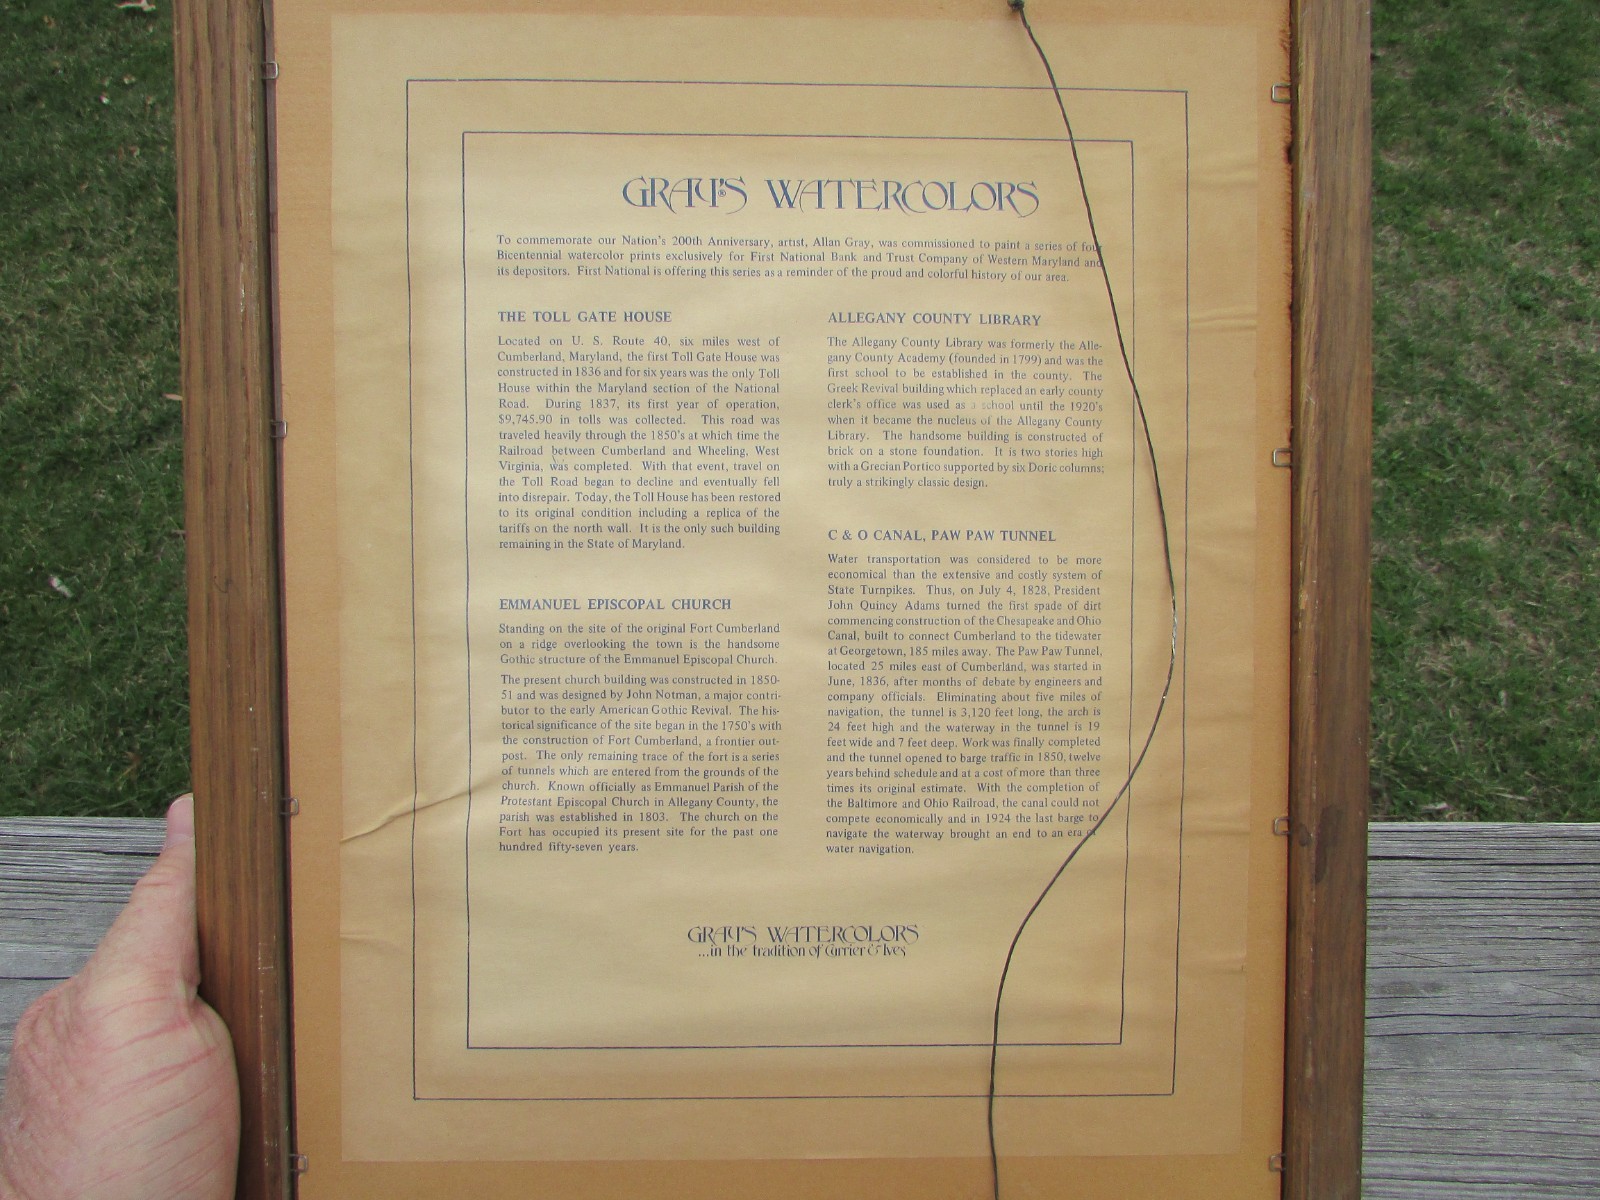 GRAY'S® WATERCOLORS
To commemorate our Nation's 200th Anniversary, artist, Allan Gray, was commissioned to paint a series of four
Bicentennial watercolor prints exclusively for First National Bank and Trust Company of Western Maryland and
its depositors. First National is offering this series as a reminder of the proud and colorful history of our area.
THE TOLL GATE HOUSE
Located on U. S. Route 40, six miles west of
Cumberland, Maryland, the first Toll Gate House was
constructed in 1836 and for six years was the only Toll
House within the Maryland section of the National
Road. During 1837, its first year of operation,
$9,745.90 in tolls was collected. This road was
traveled heavily through the 1850's at which time the
Railroad between Cumberland and Wheeling, West
Virginia, was completed. With that event, travel on
the Toll Road began to decline and eventually fell
into disrepair. Today, the Toll House has been restored
to its original condition including a replica of the
tariffs on the north wall. It is the only such building
remaining in the State of Maryland.
EMMANUEL EPISCOPAL CHURCH
Standing on the site of the original Fort Cumberland
on a ridge overlooking the town is the handsome
Gothic structure of the Emmanuel Episcopal Church.
The present church building was constructed in 1850-
51 and was designed by John Notman, a major contri-
butor to the early American Gothic Revival. The his-
torical significance of the site began in the 1750's with
the construction of Fort Cumberland, a frontier out-
post. The only remaining trace of the fort is a series
of tunnels which are entered from the grounds of the
church. Known officially as Emmanuel Parish of the
Protestant Episcopal Church in Allegany County, the
parish was established in 1803. The church on the
Fort has occupied its present site for the past one
hundred fifty-seven years.
ALLEGANY COUNTY LIBRARY
The Allegany County Library was formerly the Alle-
gany County Academy (founded in 1799) and was the
first school to be established in the county. The
Greek Revival building which replaced an early county
clerk's office was used as a school until the 1920's
when it became the nucleus of the Allegany County
Library. The handsome building is constructed of
brick on a stone foundation. It is two stories high
with a Grecian Portico supported by six Doric columns;
truly a strikingly classic design.
C & O CANAL, PAW PAW TUNNEL
Water transportation was considered to be more
economical than the extensive and costly system of
State Turnpikes. Thus, on July 4, 1828, President
John Quincy Adams turned the first spade of dirt
commencing construction of the Chesapeake and Ohio
Canal, built to connect Cumberland to the tidewater
at Georgetown, 185 miles away. The Paw Paw Tunnel,
located 25 miles east of Cumberland, was started in
June, 1836, after months of debate by engineers and
company officials. Eliminating about five miles of
navigation, the tunnel is 3,120 feet long, the arch is
24 feet high and the waterway in the tunnel is 19
feet wide and 7 feet deep. Work was finally completed
and the tunnel opened to barge traffic in 1850, twelve
years behind schedule and at a cost of more than three
times its original estimate. With the completion of
the Baltimore and Ohio Railroad, the canal could not
compete economically and in 1924 the last barge to
navigate the waterway brought an end to an era of
water navigation.
GRAY'S WATERCOLORS
...in the tradition of Currier & Ives